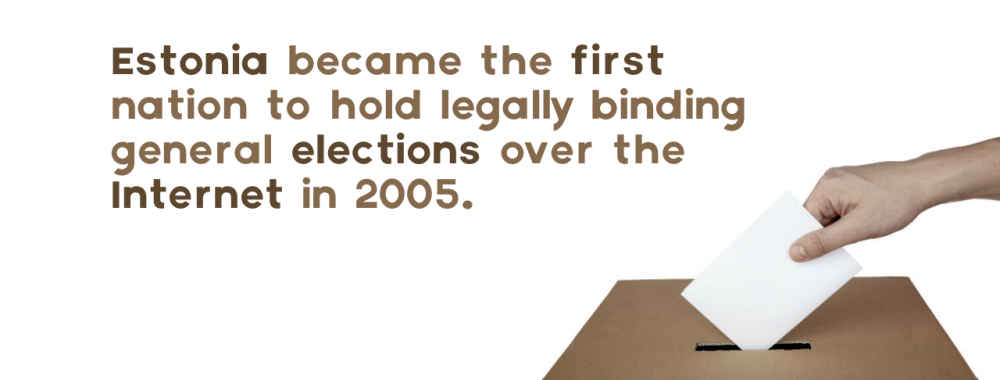 Estonia became the first
nation to hold legally binding
general elections over the
Internet in 2005.